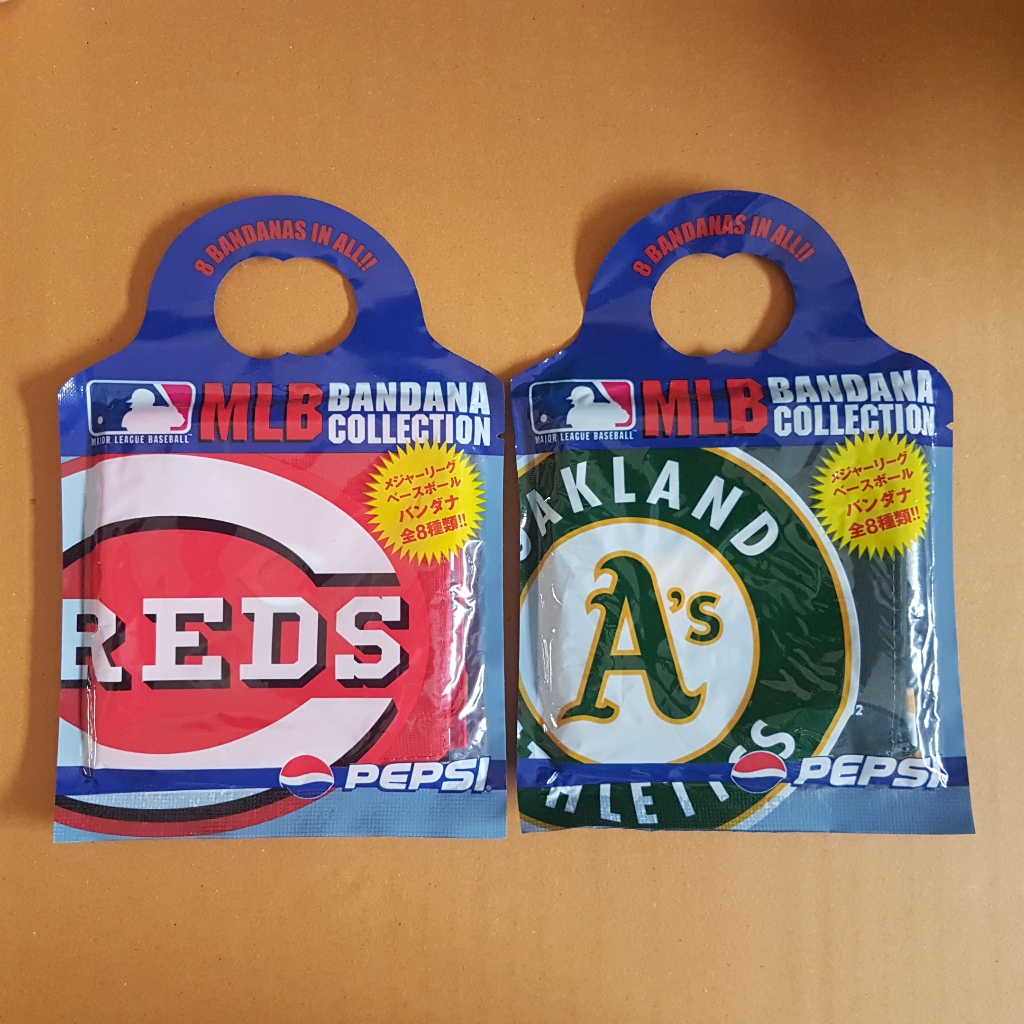 8 BANDANAS IN ALL!!
MAJOR LEAGUE BASEBALL
MLB BANDANA
COLLECTION
メジャーリーグ
ベースボール
バンダナ
全8種類!!
REDS
PEPSI
8 BANDANAS IN ALL!!
MAJOR LEAGUE BASEBALL
MLB BANDANA
COLLECTION
メジャーリーグ
ベースボール
バンダナ
全8種類!!
OAKLAND
A's
ATHLETICS
PEPSI